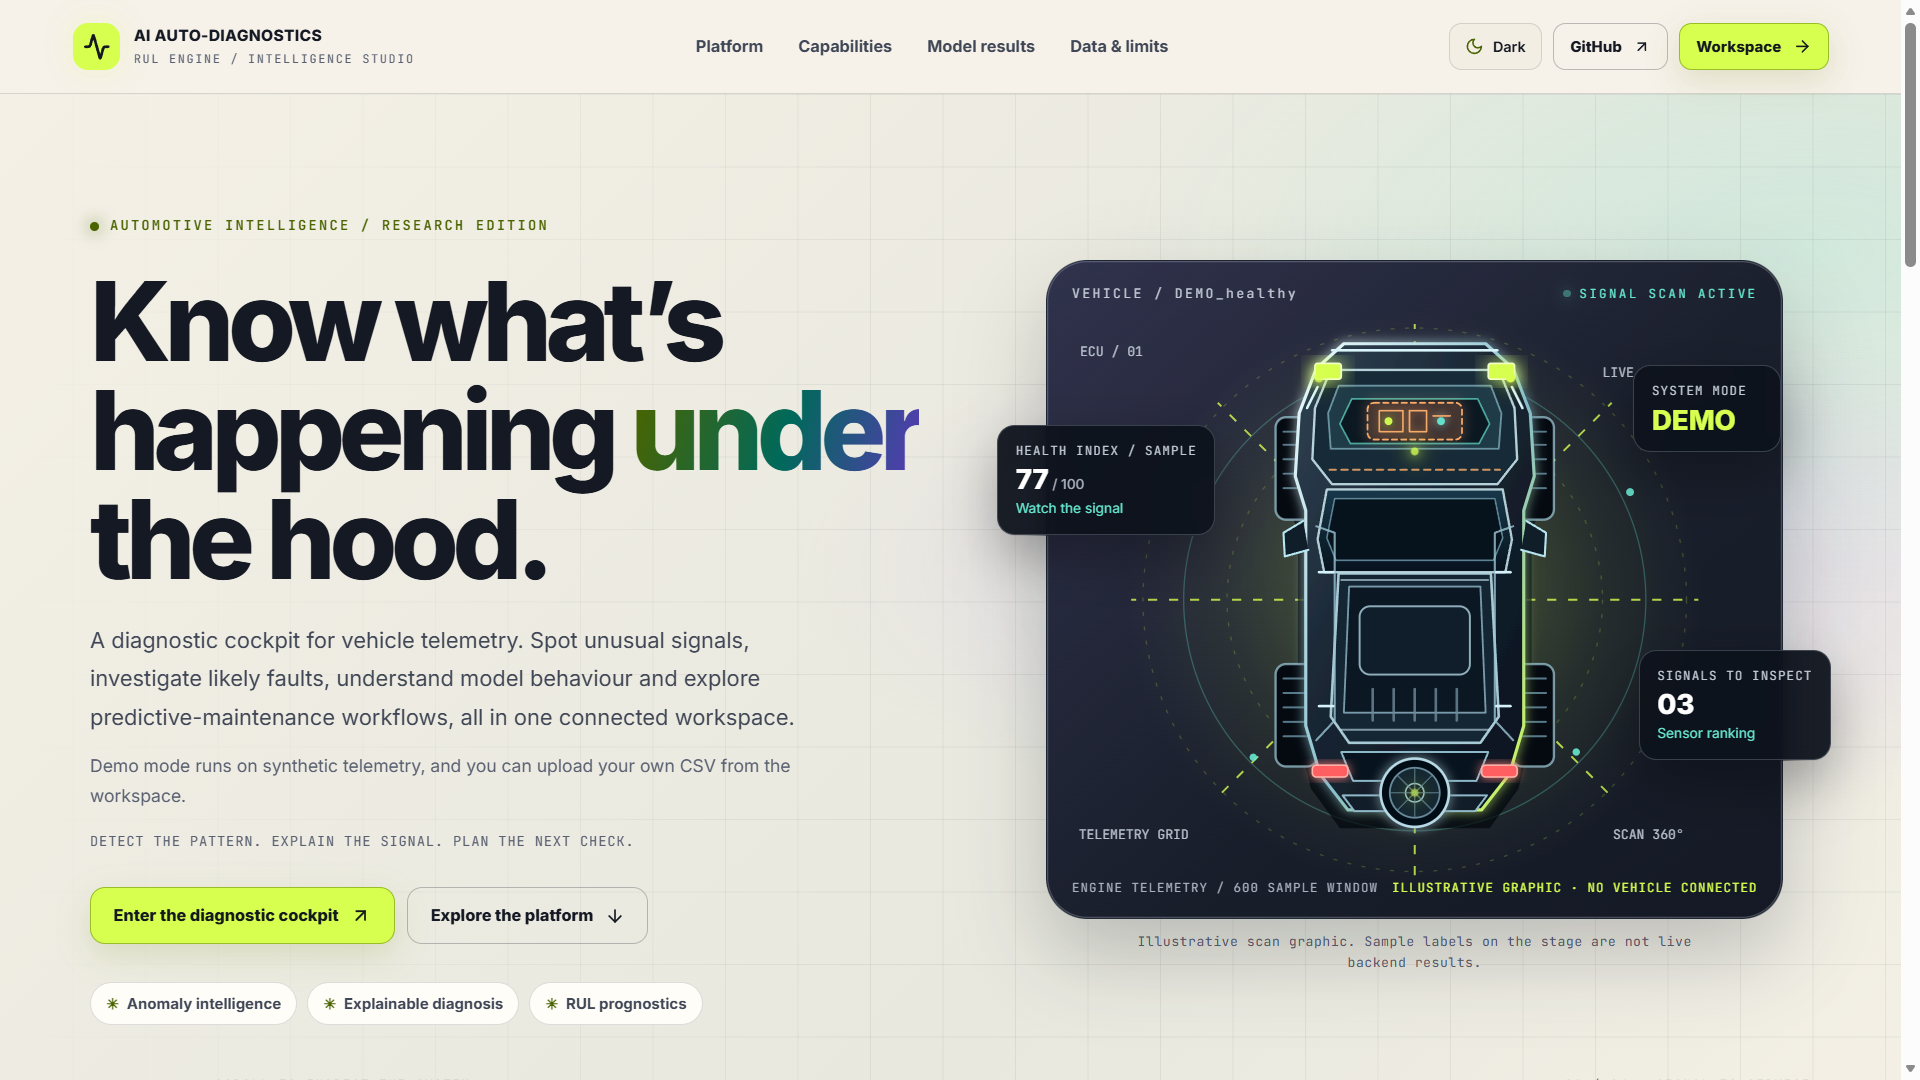 AI AUTO-DIAGNOSTICS
RUL ENGINE / INTELLIGENCE STUDIO
Platform
Capabilities
Model results
Data & limits
Dark
GitHub
Workspace
AUTOMOTIVE INTELLIGENCE / RESEARCH EDITION
Know what’s
happening under
the hood.
A diagnostic cockpit for vehicle telemetry. Spot unusual signals,
investigate likely faults, understand model behaviour and explore
predictive-maintenance workflows, all in one connected workspace.
Demo mode runs on synthetic telemetry, and you can upload your own CSV from the
workspace.
DETECT THE PATTERN. EXPLAIN THE SIGNAL. PLAN THE NEXT CHECK.
Enter the diagnostic cockpit
Explore the platform
Anomaly intelligence
Explainable diagnosis
RUL prognostics
VEHICLE / DEMO_healthy
SIGNAL SCAN ACTIVE
ECU / 01
LIVE
SYSTEM MODE
DEMO
HEALTH INDEX / SAMPLE
77 / 100
Watch the signal
SIGNALS TO INSPECT
03
Sensor ranking
TELEMETRY GRID
SCAN 360°
ENGINE TELEMETRY / 600 SAMPLE WINDOW
ILLUSTRATIVE GRAPHIC · NO VEHICLE CONNECTED
Illustrative scan graphic. Sample labels on the stage are not live
backend results.